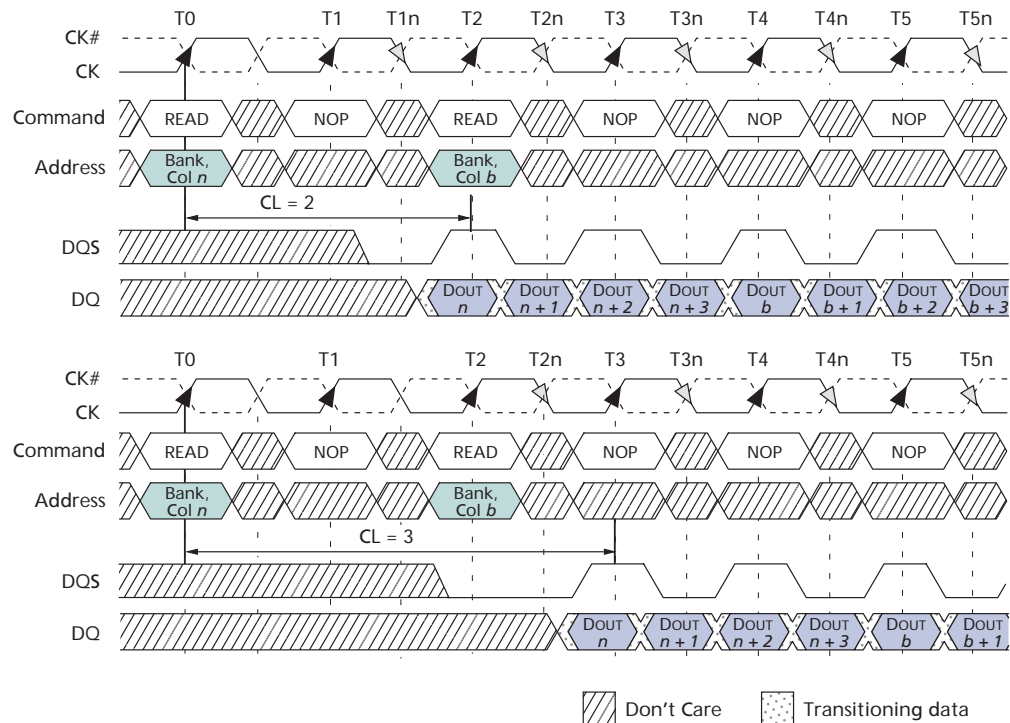 T0 T1 T1n T2 T2n T3 T3n T4 T4n T5 T5n
CK#
CK
Command READ NOP READ NOP NOP NOP
Address Bank, Col n Bank, Col b
CL = 2
DQS
DQ DOUT n DOUT n + 1 DOUT n + 2 DOUT n + 3 DOUT b DOUT b + 1 DOUT b + 2 DOUT b + 3
T0 T1 T2 T2n T3 T3n T4 T4n T5 T5n
CK#
CK
Command READ NOP READ NOP NOP NOP
Address Bank, Col n Bank, Col b
CL = 3
DQS
DQ DOUT n DOUT n + 1 DOUT n + 2 DOUT n + 3 DOUT b DOUT b + 1
Don't Care Transitioning data